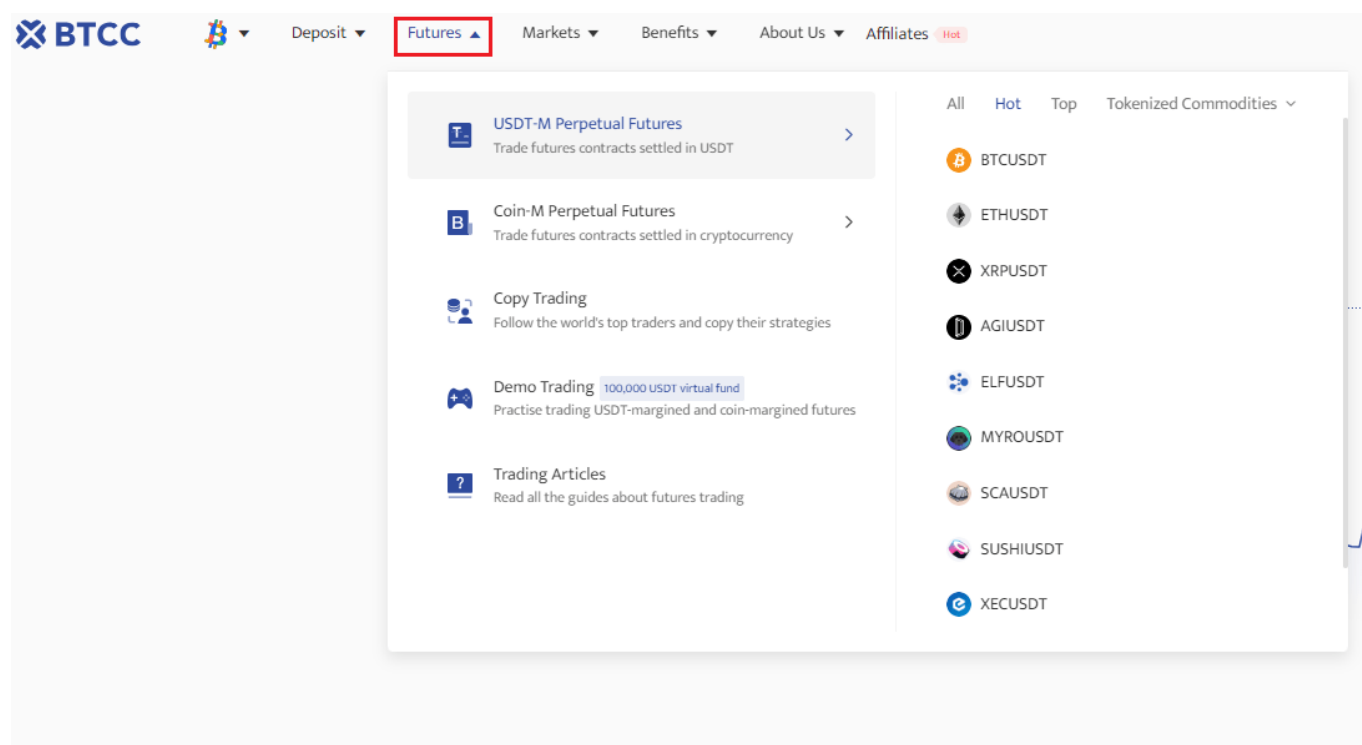 BTCC
Deposit
Futures
Markets
Benefits
About Us
Affiliates
Hot
USDT-M Perpetual Futures
Trade futures contracts settled in USDT
Coin-M Perpetual Futures
Trade futures contracts settled in cryptocurrency
Copy Trading
Follow the world's top traders and copy their strategies
Demo Trading 100,000 USDT virtual fund
Practise trading USDT-margined and coin-margined futures
Trading Articles
Read all the guides about futures trading
All Hot Top Tokenized Commodities
BTCUSDT
ETHUSDT
XRPUSDT
AGIUSDT
ELFUSDT
MYROUSDT
SCAUSDT
SUSHIUSDT
XECUSDT